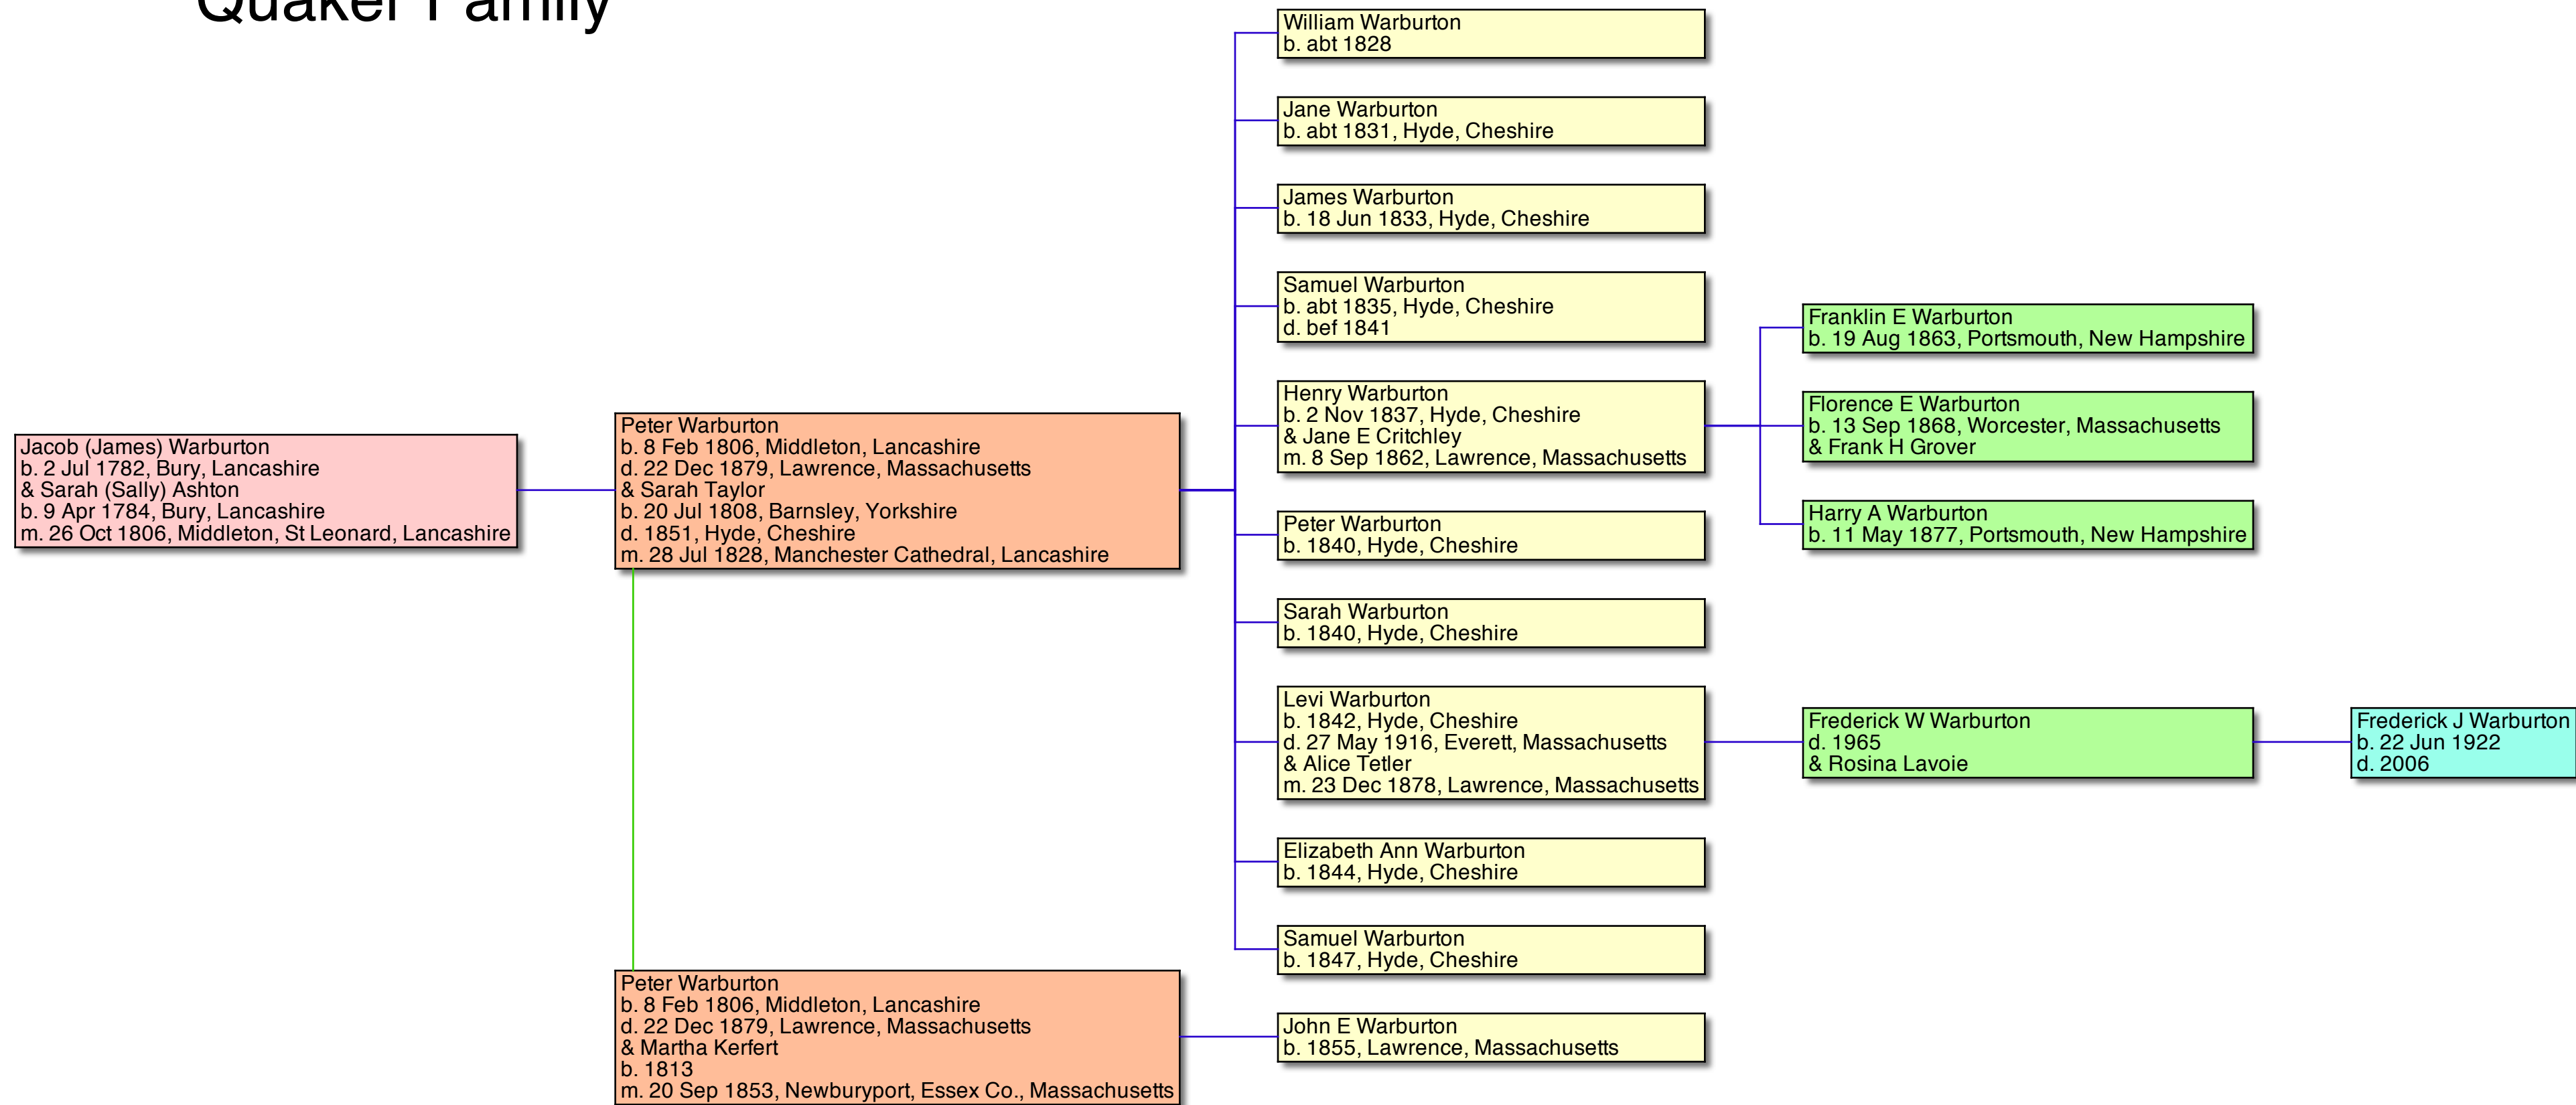 Quaker Family
William Warburton
b. abt 1828
Jane Warburton
b. abt 1831, Hyde, Cheshire
James Warburton
b. 18 Jun 1833, Hyde, Cheshire
Samuel Warburton
b. abt 1835, Hyde, Cheshire
d. bef 1841
Franklin E Warburton
b. 19 Aug 1863, Portsmouth, New Hampshire
Henry Warburton
b. 2 Nov 1837, Hyde, Cheshire
& Jane E Critchley
m. 8 Sep 1862, Lawrence, Massachusetts
Florence E Warburton
b. 13 Sep 1868, Worcester, Massachusetts
& Frank H Grover
Jacob (James) Warburton
b. 2 Jul 1782, Bury, Lancashire
& Sarah (Sally) Ashton
b. 9 Apr 1784, Bury, Lancashire
m. 26 Oct 1806, Middleton, St Leonard, Lancashire
Peter Warburton
b. 8 Feb 1806, Middleton, Lancashire
d. 22 Dec 1879, Lawrence, Massachusetts
& Sarah Taylor
b. 20 Jul 1808, Barnsley, Yorkshire
d. 1851, Hyde, Cheshire
m. 28 Jul 1828, Manchester Cathedral, Lancashire
Harry A Warburton
b. 11 May 1877, Portsmouth, New Hampshire
Peter Warburton
b. 1840, Hyde, Cheshire
Sarah Warburton
b. 1840, Hyde, Cheshire
Levi Warburton
b. 1842, Hyde, Cheshire
d. 27 May 1916, Everett, Massachusetts
& Alice Tetler
m. 23 Dec 1878, Lawrence, Massachusetts
Frederick W Warburton
d. 1965
& Rosina Lavoie
Frederick J Warburton
b. 22 Jun 1922
d. 2006
Elizabeth Ann Warburton
b. 1844, Hyde, Cheshire
Samuel Warburton
b. 1847, Hyde, Cheshire
Peter Warburton
b. 8 Feb 1806, Middleton, Lancashire
d. 22 Dec 1879, Lawrence, Massachusetts
& Martha Kerfert
b. 1813
m. 20 Sep 1853, Newburyport, Essex Co., Massachusetts
John E Warburton
b. 1855, Lawrence, Massachusetts